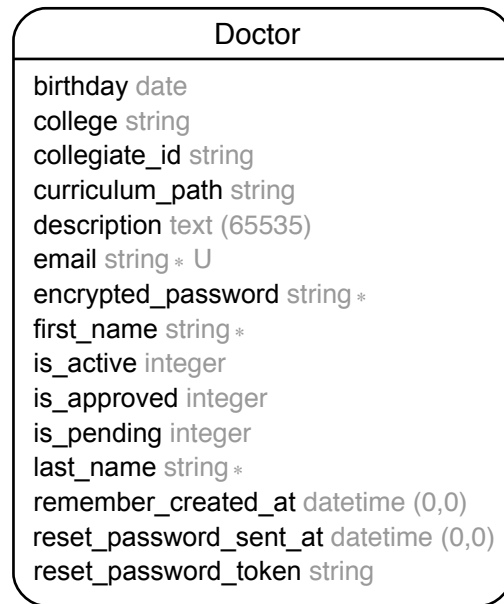 Doctor
birthday date
college string
collegiate_id string
curriculum_path string
description text (65535)
email string * U
encrypted_password string *
first_name string *
is_active integer
is_approved integer
is_pending integer
last_name string *
remember_created_at datetime (0,0)
reset_password_sent_at datetime (0,0)
reset_password_token string